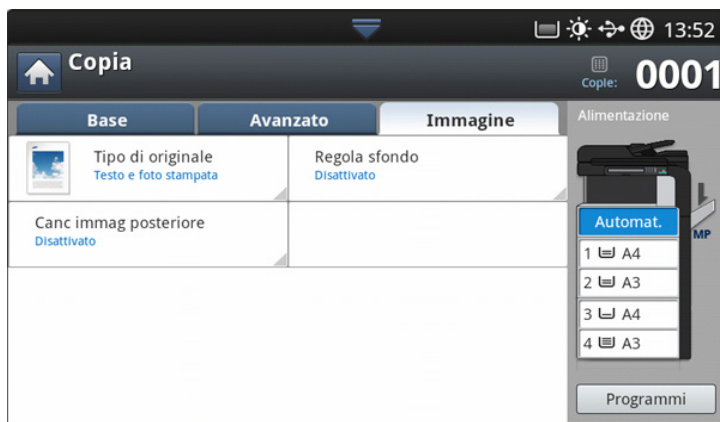 13:52
Copia
Copie: 0001
Base
Avanzato
Immagine
Alimentazione
Tipo di originale
Testo e foto stampata
Regola sfondo
Disattivato
Canc immag posteriore
Disattivato
Automat.
MP
1 A4
2 A3
3 A4
4 A3
Programmi